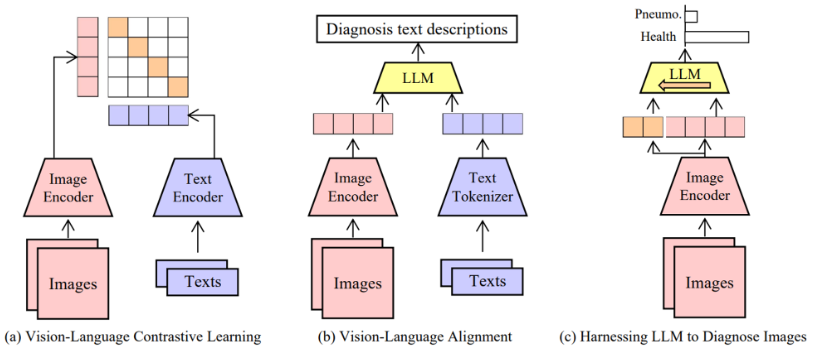 Image
Encoder
Text
Encoder
Images
Texts
(a) Vision-Language Contrastive Learning
Diagnosis text descriptions
LLM
Image
Encoder
Text
Tokenizer
Images
Texts
(b) Vision-Language Alignment
Pneumo.
Health
LLM
Image
Encoder
Images
(c) Harnessing LLM to Diagnose Images